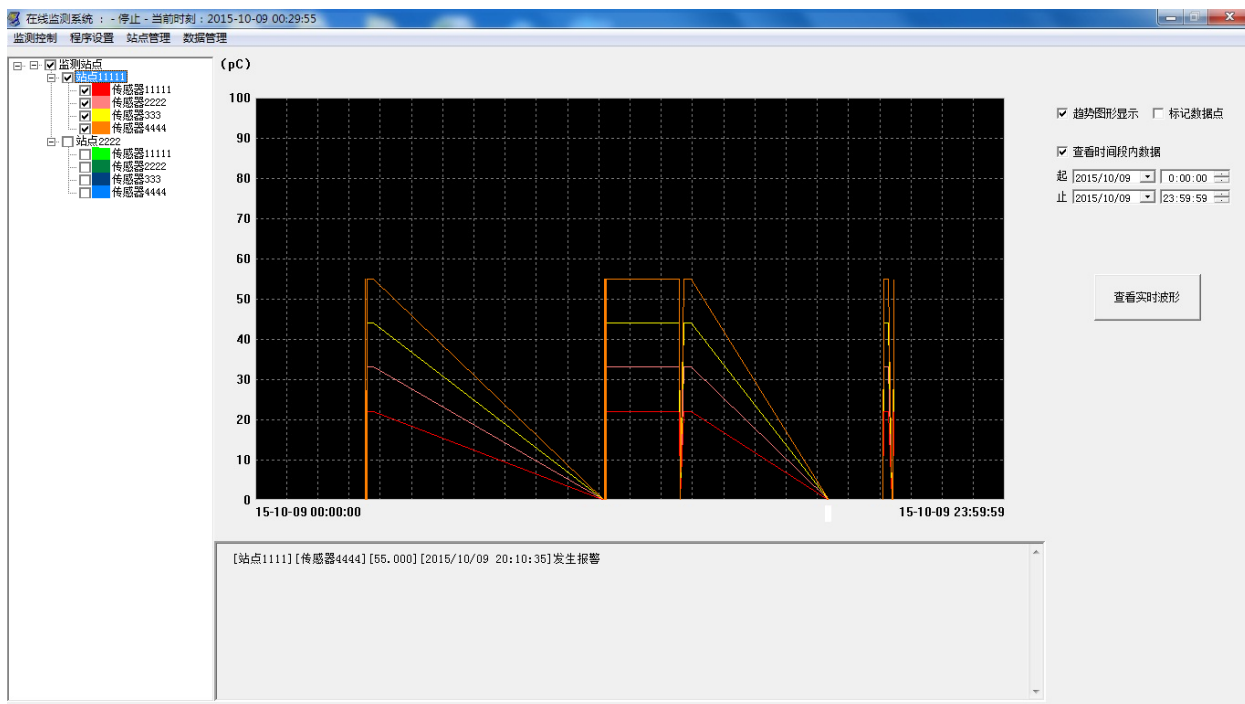 在线监测系统 ： - 停止 - 当前时刻 : 2015-10-09 00:29:55
监测控制 程序设置 站点管理 数据管理
监测站点
站点11111
传感器11111
传感器2222
传感器333
传感器4444
站点2222
传感器11111
传感器2222
传感器333
传感器4444
(pC)
100
90
80
70
60
50
40
30
20
10
0
15-10-09 00:00:00
15-10-09 23:59:59
趋势图形显示 标记数据点
查看时间段内数据
起 2015/10/09 0:00:00
止 2015/10/09 23:59:59
查看实时波形
[站点1111][传感器4444][55.000][2015/10/09 20:10:35]发生报警